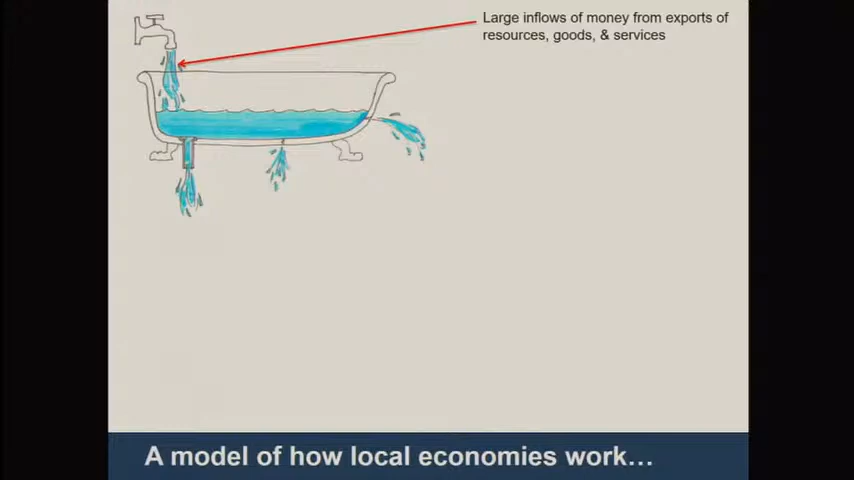 Large inflows of money from exports of
resources, goods, & services
A model of how local economies work…